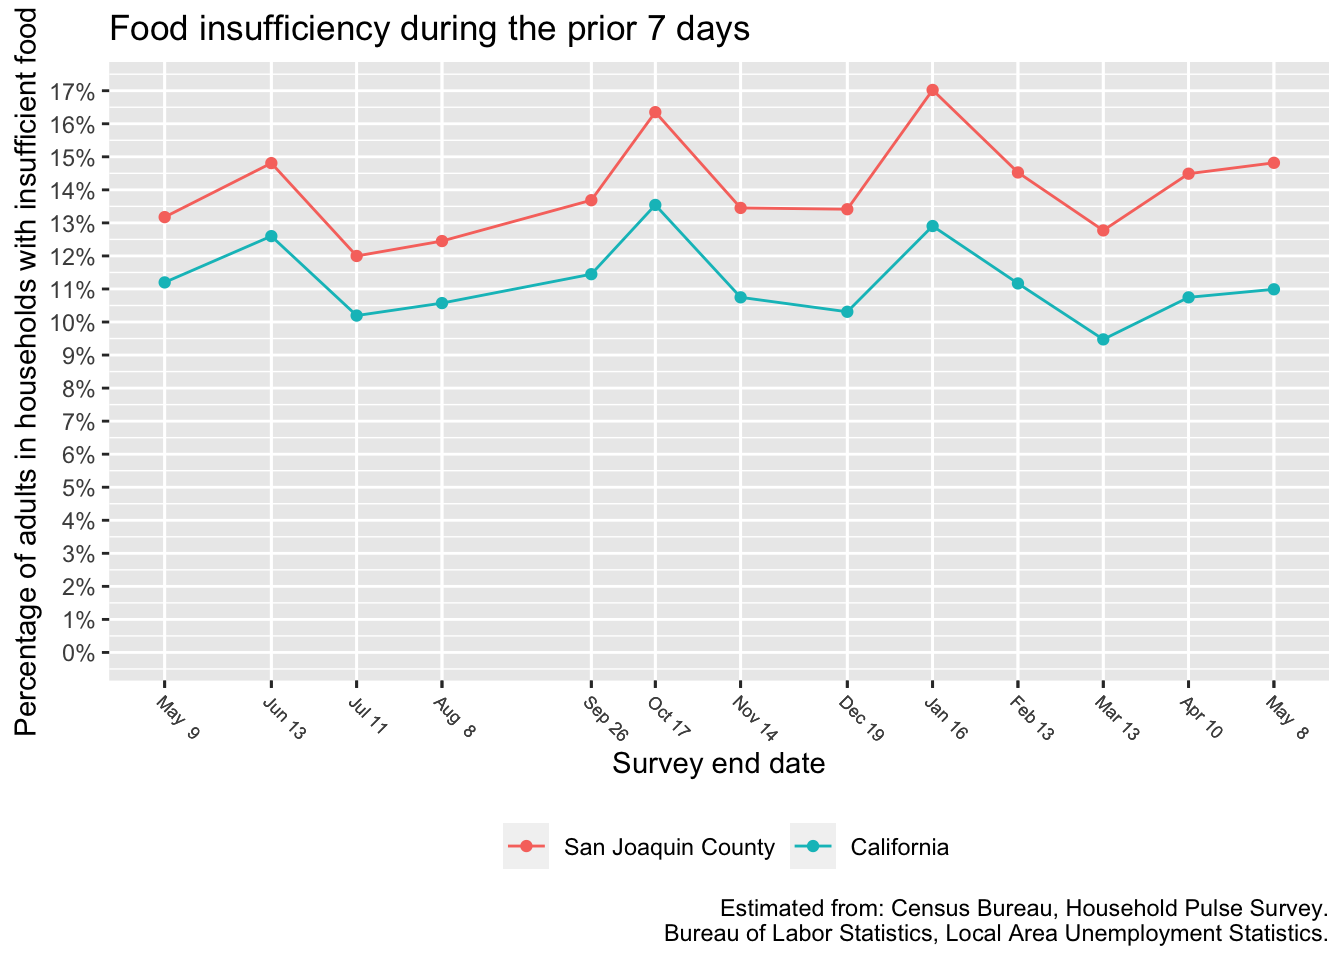 Food insufficiency during the prior 7 days
Percentage of adults in households with insufficient food
17%
16%
15%
14%
13%
12%
11%
10%
9%
8%
7%
6%
5%
4%
3%
2%
1%
0%
May 9
Jun 13
Jul 11
Aug 8
Sep 26
Oct 17
Nov 14
Dec 19
Jan 16
Feb 13
Mar 13
Apr 10
May 8
Survey end date
San Joaquin County
California
Estimated from: Census Bureau, Household Pulse Survey.
Bureau of Labor Statistics, Local Area Unemployment Statistics.